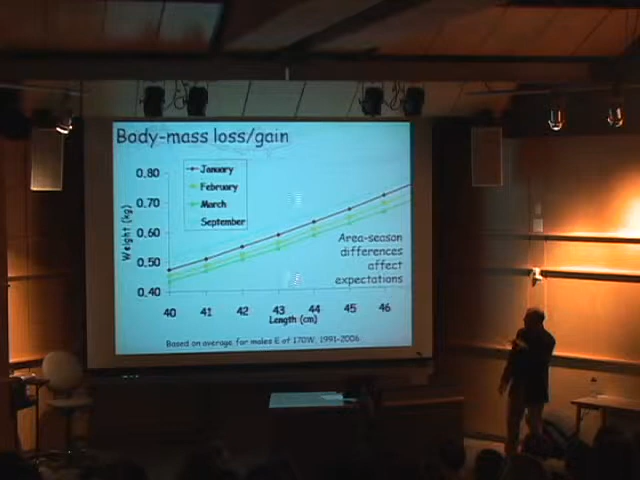 Body-mass loss/gain
January
February
March
September
0.80
0.70
0.60
0.50
0.40
Weight (kg)
Area-season
differences
affect
expectations
40 41 42 43 44 45 46
Length (cm)
Based on average for males E of 170W, 1991-2006